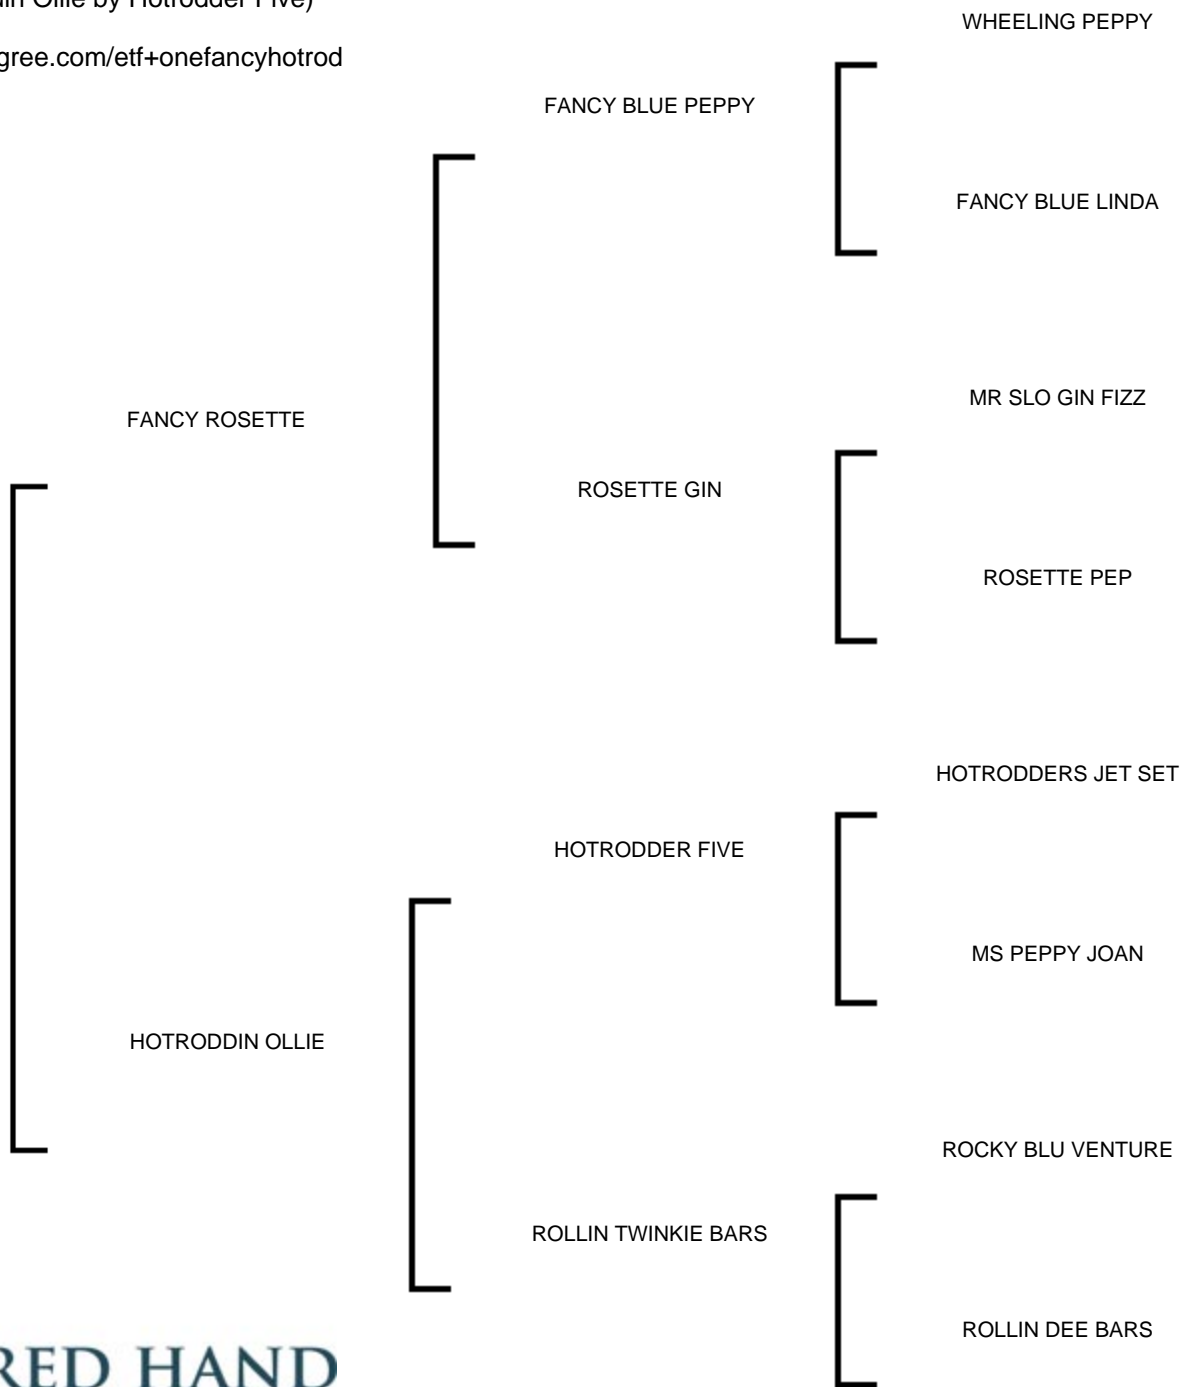 Ollie by Hotrodder Five)
gree.com/etf+onefancyhotrod
WHEELING PEPPY
FANCY BLUE PEPPY
FANCY BLUE LINDA
MR SLO GIN FIZZ
FANCY ROSETTE
ROSETTE GIN
ROSETTE PEP
HOTRODDERS JET SET
HOTRODDER FIVE
MS PEPPY JOAN
HOTRODDIN OLLIE
ROCKY BLU VENTURE
ROLLIN TWINKIE BARS
ROLLIN DEE BARS
RED HAND